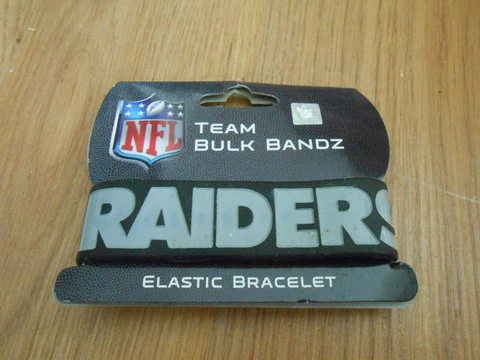 NFL
TEAM
BULK BANDZ
RAIDERS
ELASTIC BRACELET